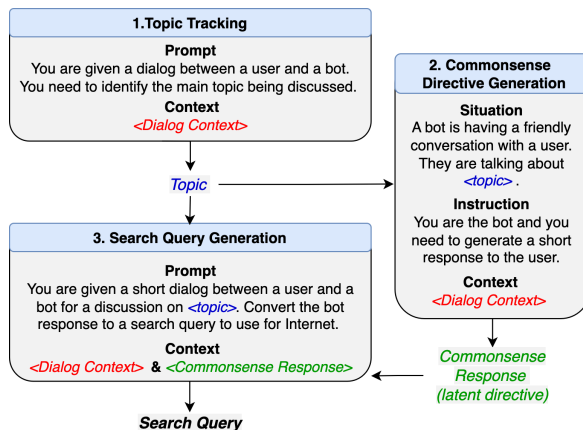 1.Topic Tracking
Prompt
You are given a dialog between a user and a bot.
You need to identify the main topic being discussed.
Context
<Dialog Context>
Topic
2. Commonsense
Directive Generation
Situation
A bot is having a friendly
conversation with a user.
They are talking about
<topic> .
Instruction
You are the bot and you
need to generate a short
response to the user.
Context
<Dialog Context>
Commonsense
Response
(latent directive)
3. Search Query Generation
Prompt
You are given a short dialog between a user and a
bot for a discussion on <topic>. Convert the bot
response to a search query to use for Internet.
Context
<Dialog Context> & <Commonsense Response>
Search Query